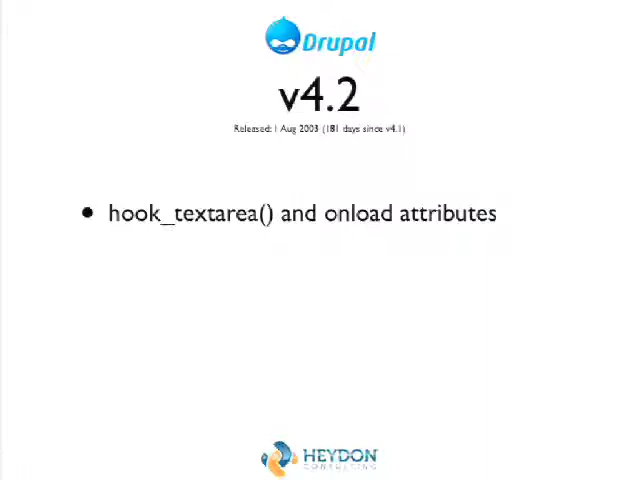 Drupal
v4.2
Released: 1 Aug 2003 (181 days since v4.1)
• hook_textarea() and onload attributes
HEYDON
CONSULTING